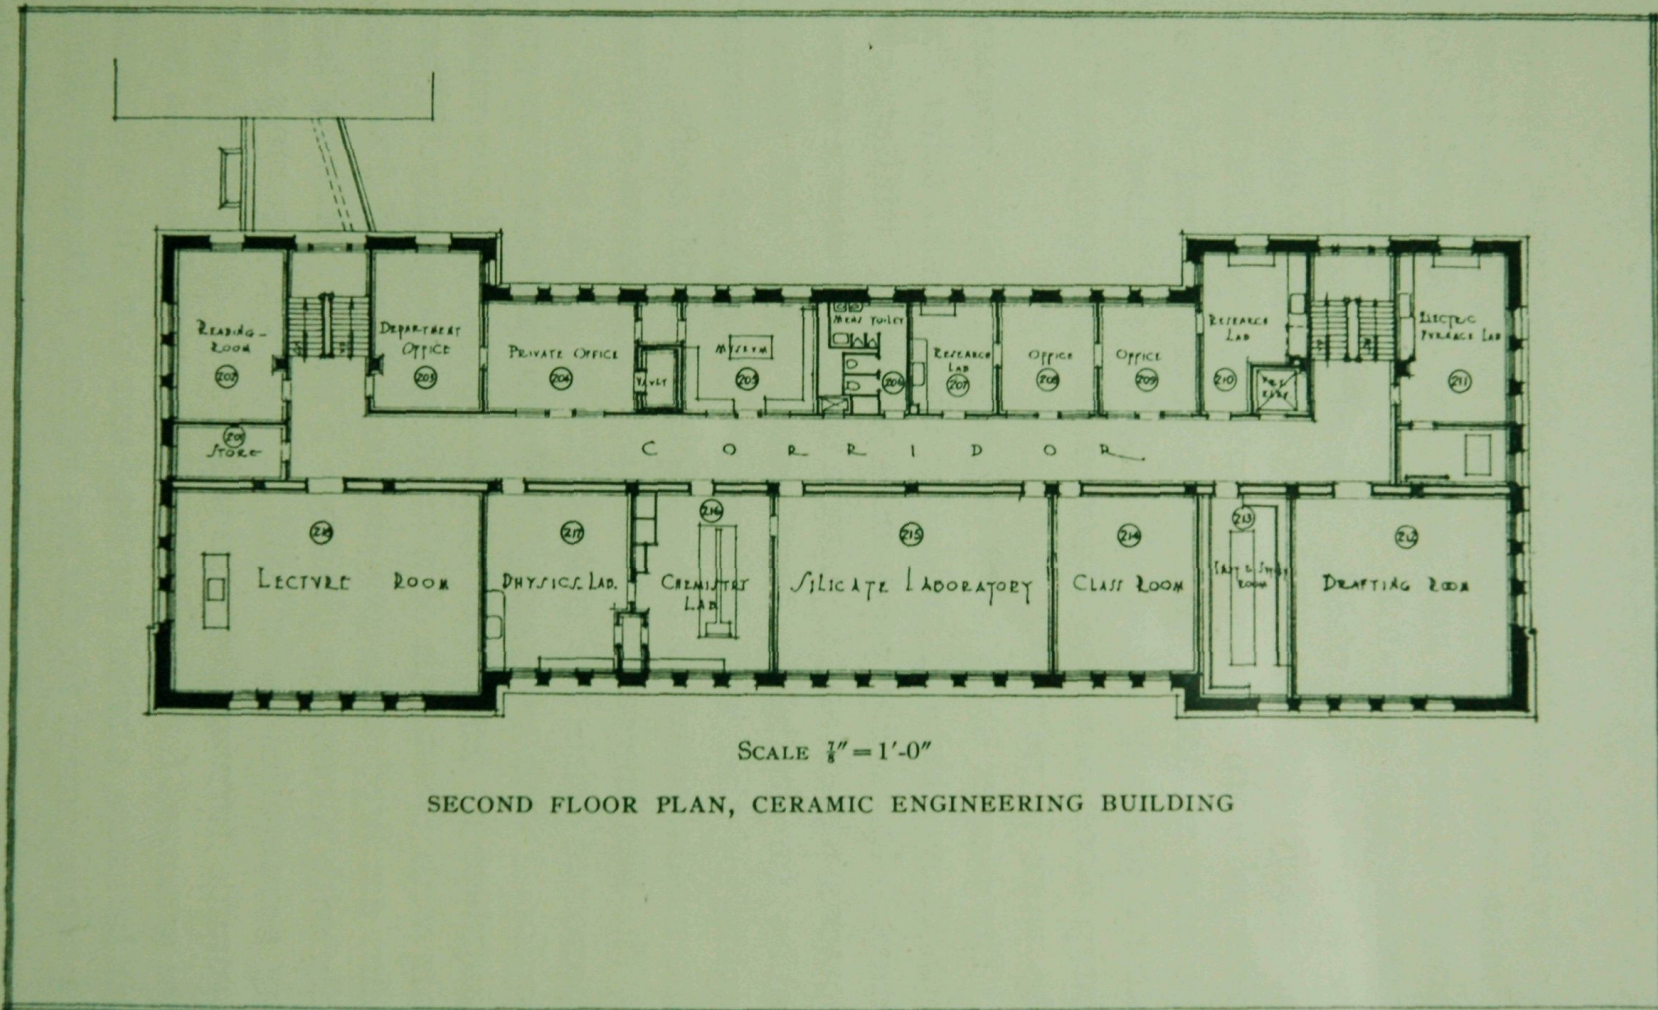 READING-
ROOM
202
DEPARTMENT
OFFICE
203
PRIVATE OFFICE
204
VAULT
MUSEUM
205
MENS TOILET
206
RESEARCH
LAB
207
OFFICE
208
OFFICE
209
RESEARCH
LAB
210
ELECTRIC
FURNACE LAB
211
201
STORE
CORRIDOR
218
LECTURE ROOM
217
PHYSICS. LAB.
216
CHEMISTRY
LAB
215
SILICATE LABORATORY
214
CLASS ROOM
213
ROOM
212
DRAFTING ROOM
SCALE ⅞" = 1'-0"
SECOND FLOOR PLAN, CERAMIC ENGINEERING BUILDING